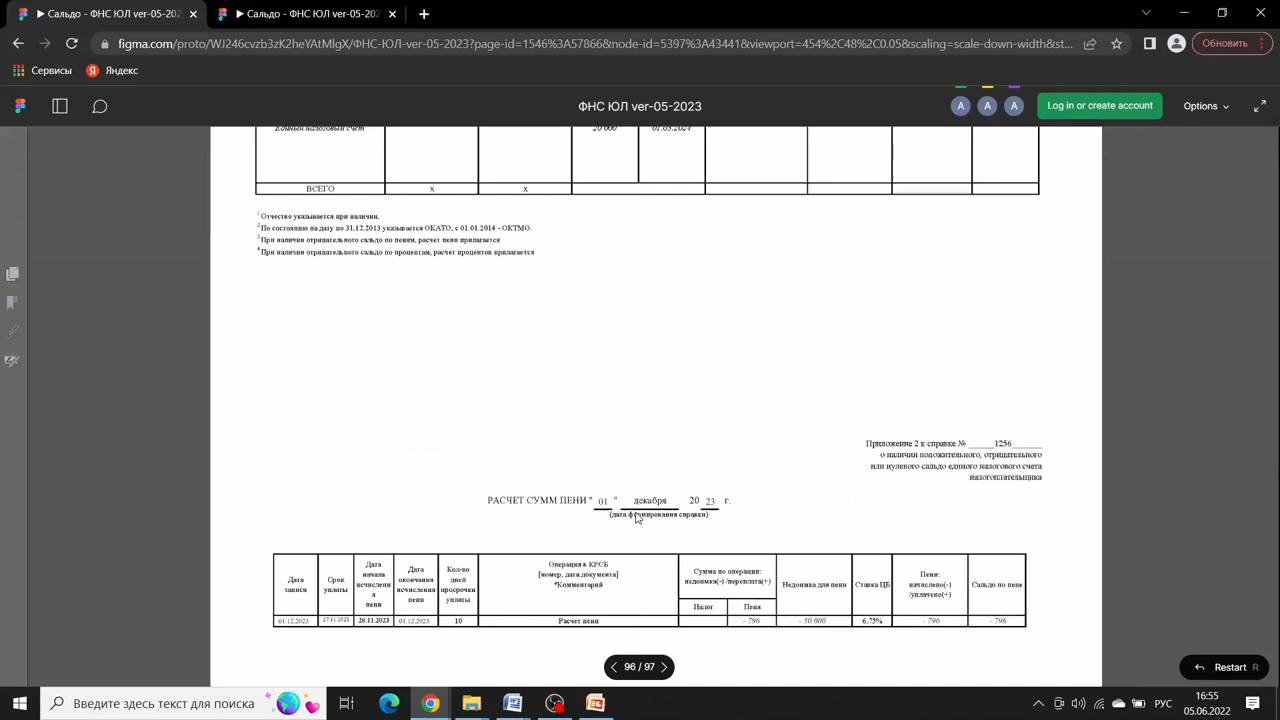 Сальдо - ФНС ЮЛ ver-05-202
Сальдо - ФНС ЮЛ ver-05-202
figma.com/proto/WJ246cvzb3zK2heYAtMlgX/ФНС-ЮЛ-ver-05-2023?page-id=1546%3A57866&node-id=5397%3A43441&viewport=454%2C48%2C0.05&scaling=scale-down-width&st...
Обновить
Сервисы
Яндекс
ФНС ЮЛ ver-05-2023
A A A
Log in or create account
Options
Единый налоговый счет 20 000 01.03.2024
ВСЕГО х х
1 Отчество указывается при наличии.
2 По состоянию на дату по 31.12.2013 указывается ОКАТО, с 01.01.2014 - ОКТМО.
3 При наличии отрицательного сальдо по пеням, расчет пени прилагается
4 При наличии отрицательного сальдо по процентам, расчет процентов прилагается
Приложение 2 к справке № ______1256_______
о наличии положительного, отрицательного
или нулевого сальдо единого налогового счета
налогоплательщика
РАСЧЕТ СУММ ПЕНИ " 01 " декабря 20 23 г.
(дата формирования справки)
Дата записи
Срок уплаты
Дата начала исчисления пени
Дата окончания исчисления пени
Кол-во дней просрочки уплаты
Операция в КРСБ
[номер, дата документа]
*Комментарий
Сумма по операции:
недоимка(-) /переплата(+)
Налог Пеня
Недоимка для пени
Ставка ЦБ
Пени:
начислено(-)
/уплачено(+)
Сальдо по пене
01.12.2023 27.11.2023 28.11.2023 01.12.2023 10 Расчет пени - 796 - 50 000 6,75% - 796 - 796
96 / 97
Restart R
Введите здесь текст для поиска
РУС
16:55
05.06.2022